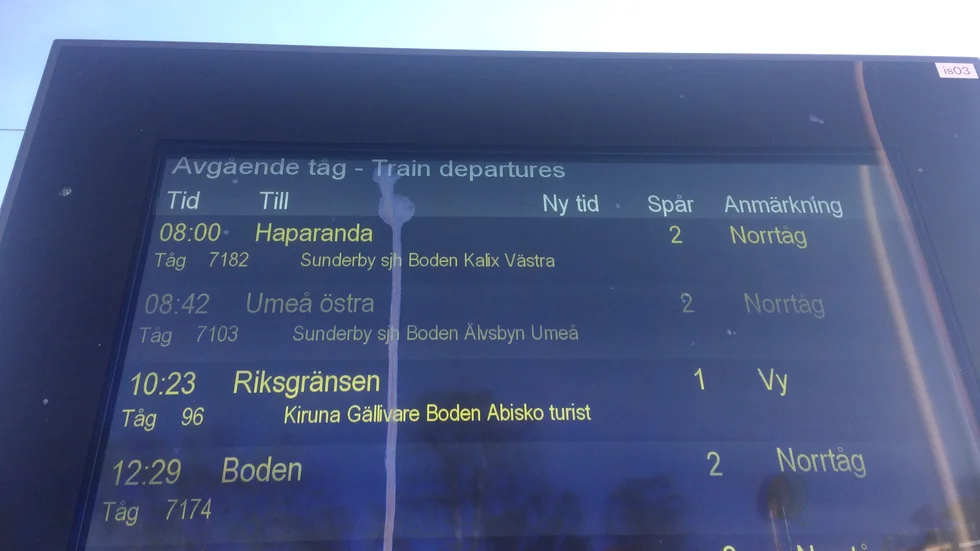 is03
Avgående tåg - Train departures
Tid Till Ny tid Spår Anmärkning
08:00 Haparanda 2 Norrtåg
Tåg 7182 Sunderby sjh Boden Kalix Västra
08:42 Umeå östra 2 Norrtåg
Tåg 7103 Sunderby sjh Boden Älvsbyn Umeå
10:23 Riksgränsen 1 Vy
Tåg 96 Kiruna Gällivare Boden Abisko turist
12:29 Boden 2 Norrtåg
Tåg 7174